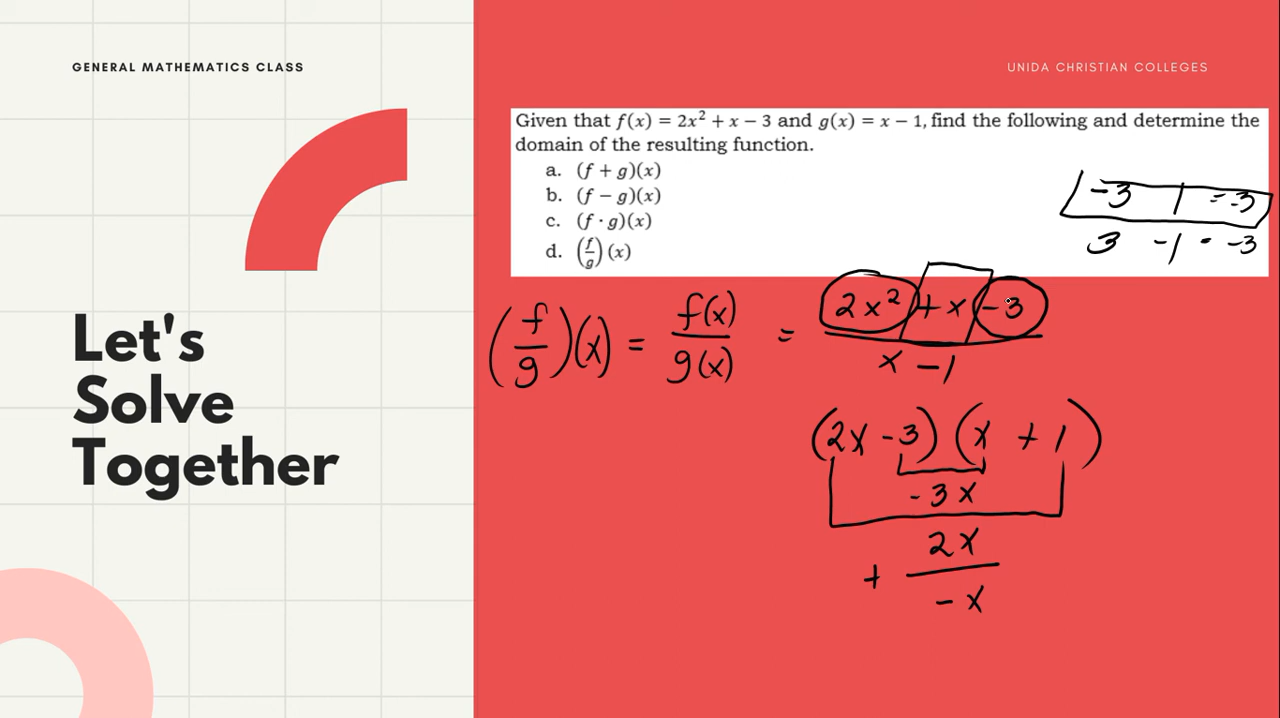 GENERAL MATHEMATICS CLASS
UNIDA CHRISTIAN COLLEGES
Given that f(x) = 2x² + x − 3 and g(x) = x − 1, find the following and determine the
domain of the resulting function.
a. (f + g)(x)
b. (f − g)(x)
c. (f · g)(x)
d. (f/g)(x)
-3 1 = -3
3 -1 = -3
(f/g)(x) = f(x)/g(x) = 2x² + x - 3 / x - 1
(2x - 3)(x + 1)
- 3x
+ 2x
- x
Let's
Solve
Together